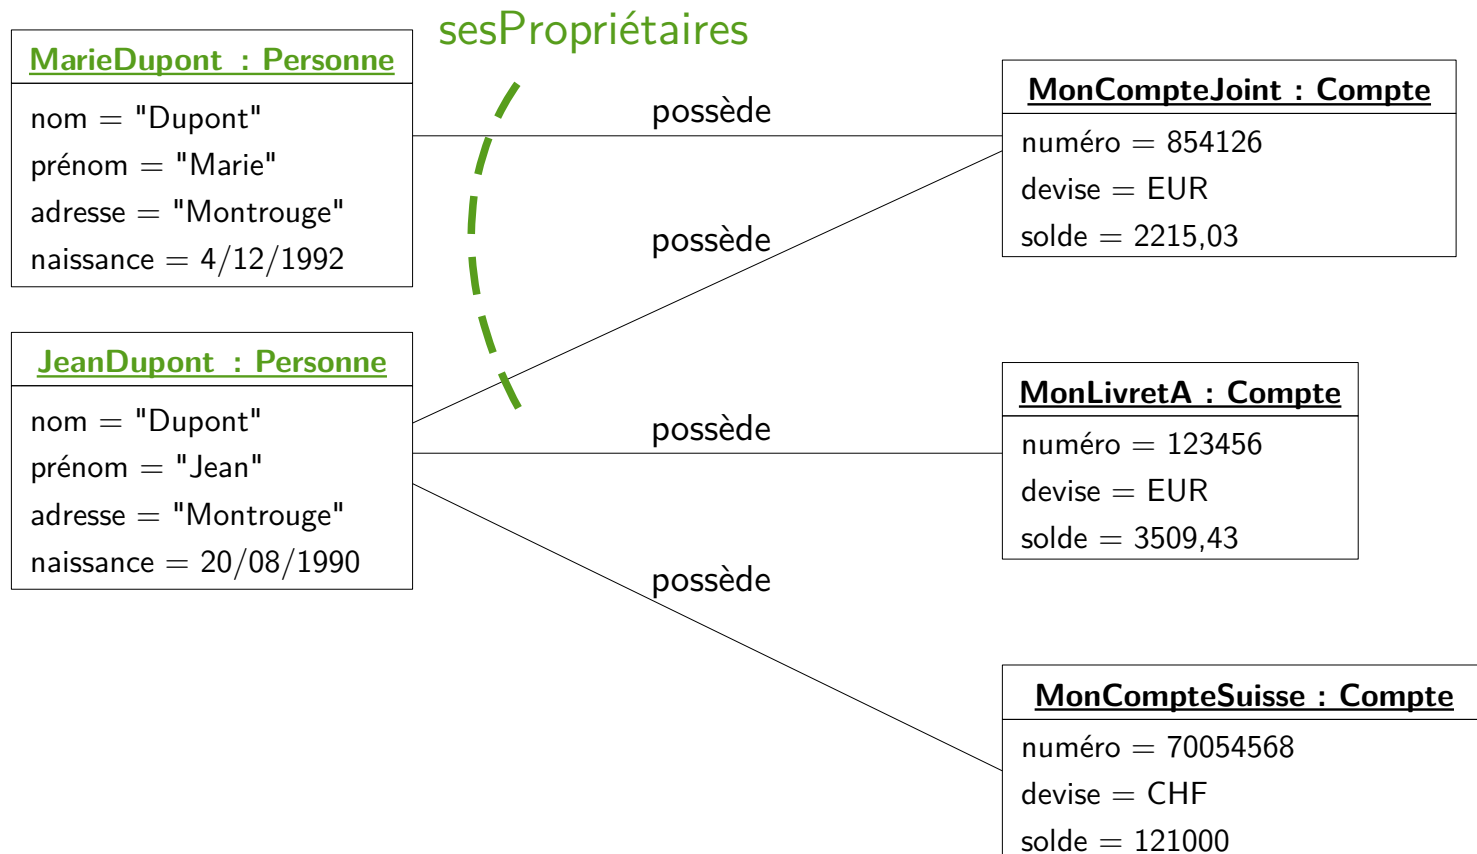 sesPropriétaires
MarieDupont : Personne
nom = "Dupont"
prénom = "Marie"
adresse = "Montrouge"
naissance = 4/12/1992
possède
MonCompteJoint : Compte
numéro = 854126
devise = EUR
solde = 2215,03
possède
JeanDupont : Personne
nom = "Dupont"
prénom = "Jean"
adresse = "Montrouge"
naissance = 20/08/1990
possède
MonLivretA : Compte
numéro = 123456
devise = EUR
solde = 3509,43
possède
MonCompteSuisse : Compte
numéro = 70054568
devise = CHF
solde = 121000